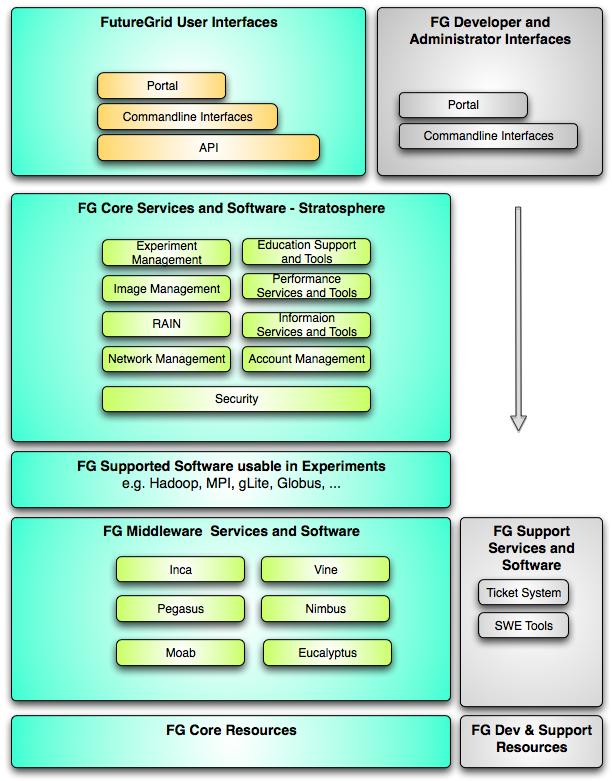 FutureGrid User Interfaces
Portal
Commandline Interfaces
API
FG Developer and
Administrator Interfaces
Portal
Commandline Interfaces
FG Core Services and Software - Stratosphere
Experiment
Management
Education Support
and Tools
Image Management
Performance
Services and Tools
RAIN
Informaion
Services and Tools
Network Management
Account Management
Security
FG Supported Software usable in Experiments
e.g. Hadoop, MPI, gLite, Globus, ...
FG Middleware Services and Software
Inca
Vine
Pegasus
Nimbus
Moab
Eucalyptus
FG Support
Services and
Software
Ticket System
SWE Tools
FG Core Resources
FG Dev & Support
Resources